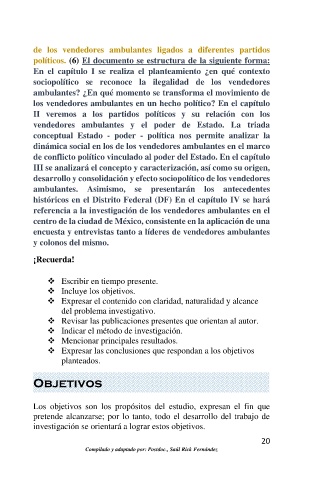 de los vendedores ambulantes ligados a diferentes partidos
políticos. (6) El documento se estructura de la siguiente forma:
En el capítulo I se realiza el planteamiento ¿en qué contexto
sociopolítico se reconoce la ilegalidad de los vendedores
ambulantes? ¿En qué momento se transforma el movimiento de
los vendedores ambulantes en un hecho político? En el capítulo
II veremos a los partidos políticos y su relación con los
vendedores ambulantes y el poder de Estado. La triada
conceptual Estado - poder - política nos permite analizar la
dinámica social en los de los vendedores ambulantes en el marco
de conflicto político vinculado al poder del Estado. En el capítulo
III se analizará el concepto y caracterización, así como su origen,
desarrollo y consolidación y efecto sociopolítico de los vendedores
ambulantes. Asimismo, se presentarán los antecedentes
históricos en el Distrito Federal (DF) En el capítulo IV se hará
referencia a la investigación de los vendedores ambulantes en el
centro de la ciudad de México, consistente en la aplicación de una
encuesta y entrevistas tanto a líderes de vendedores ambulantes
y colonos del mismo.
¡Recuerda!
❖ Escribir en tiempo presente.
❖ Incluye los objetivos.
❖ Expresar el contenido con claridad, naturalidad y alcance
del problema investigativo.
❖ Revisar las publicaciones presentes que orientan al autor.
❖ Indicar el método de investigación.
❖ Mencionar principales resultados.
❖ Expresar las conclusiones que respondan a los objetivos
planteados.
OBJETIVOS
Los objetivos son los propósitos del estudio, expresan el fin que
pretende alcanzarse; por lo tanto, todo el desarrollo del trabajo de
investigación se orientará a lograr estos objetivos.
20
Compilado y adaptado por: Postdoc., Saúl Rick Fernández